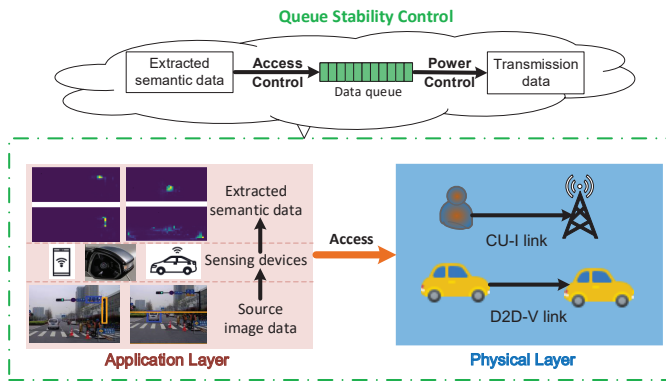 Queue Stability Control
Extracted
semantic data
Access
Control
Data queue
Power
Control
Transmission
data
Extracted
semantic data
Sensing devices
Source
image data
Application Layer
Access
CU-I link
D2D-V link
Physical Layer